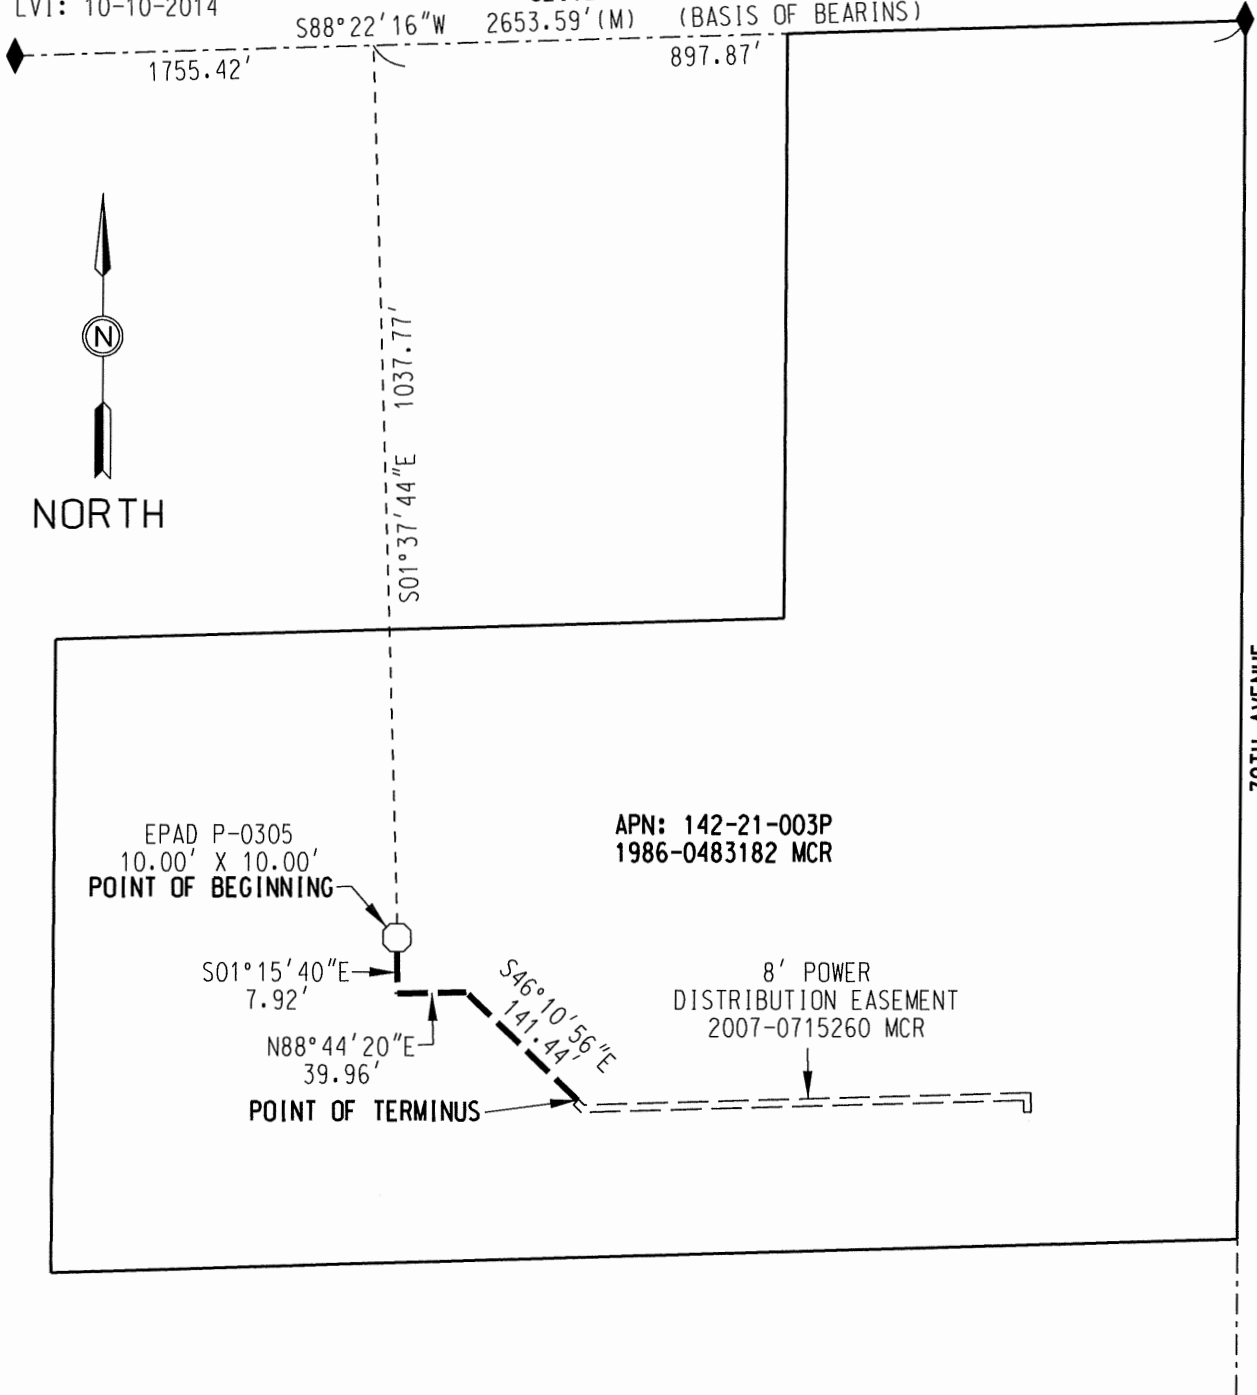 LVI: 10-10-2014
S88°22'16"W 2653.59'(M) (BASIS OF BEARINS)
1755.42'
897.87'
S01°37'44"E 1037.77'
N
NORTH
EPAD P-0305
10.00' X 10.00'
POINT OF BEGINNING
APN: 142-21-003P
1986-0483182 MCR
S01°15'40"E
7.92'
N88°44'20"E
39.96'
S46°10'56"E
141.44'
POINT OF TERMINUS
8' POWER
DISTRIBUTION EASEMENT
2007-0715260 MCR